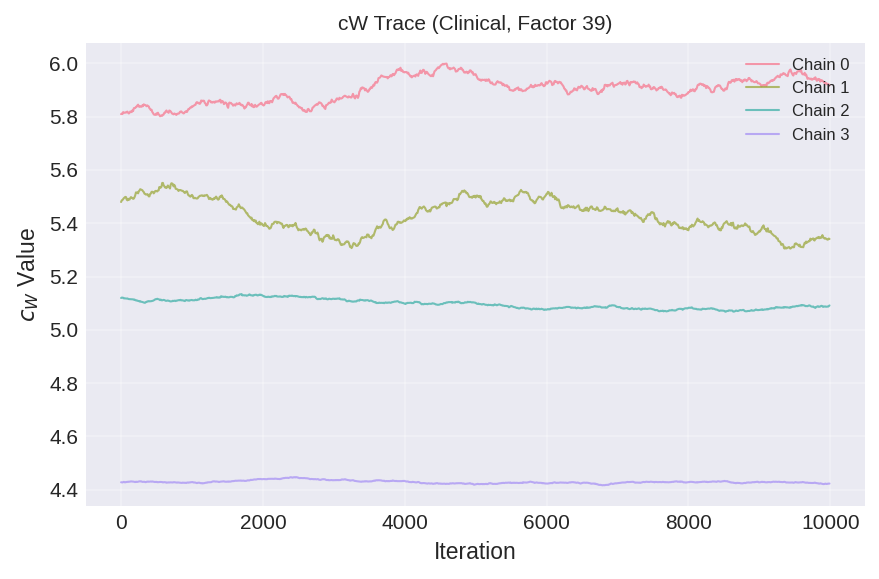 cW Trace (Clinical, Factor 39)
6.0
5.8
5.6
5.4
5.2
5.0
4.8
4.6
4.4
c_W Value
Chain 0
Chain 1
Chain 2
Chain 3
0 2000 4000 6000 8000 10000
Iteration